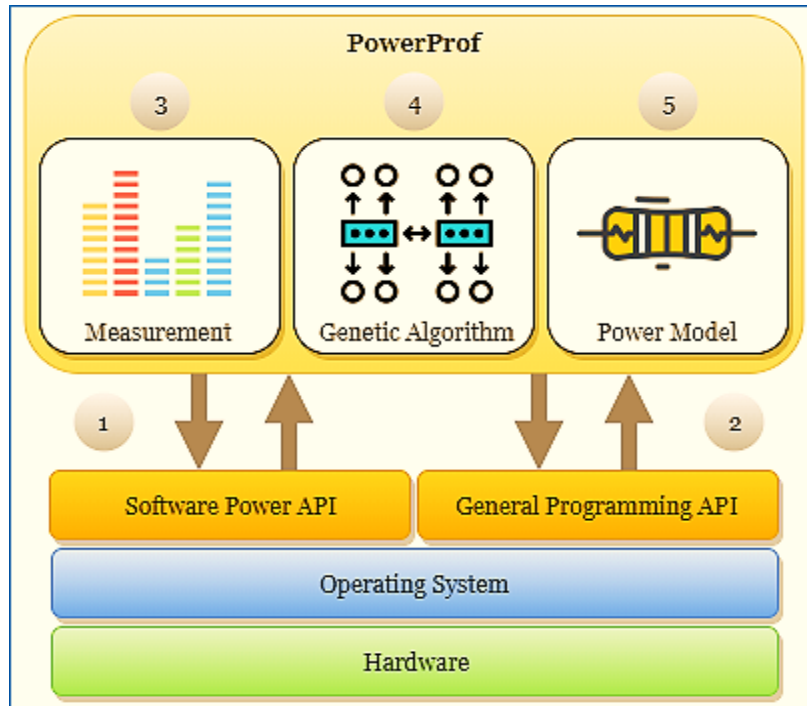 PowerProf
3 4 5
Measurement Genetic Algorithm Power Model
1 2
Software Power API General Programming API
Operating System
Hardware